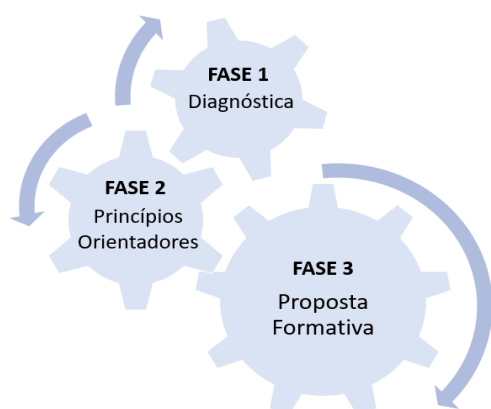 FASE 1
Diagnóstica
FASE 2
Princípios
Orientadores
FASE 3
Proposta
Formativa